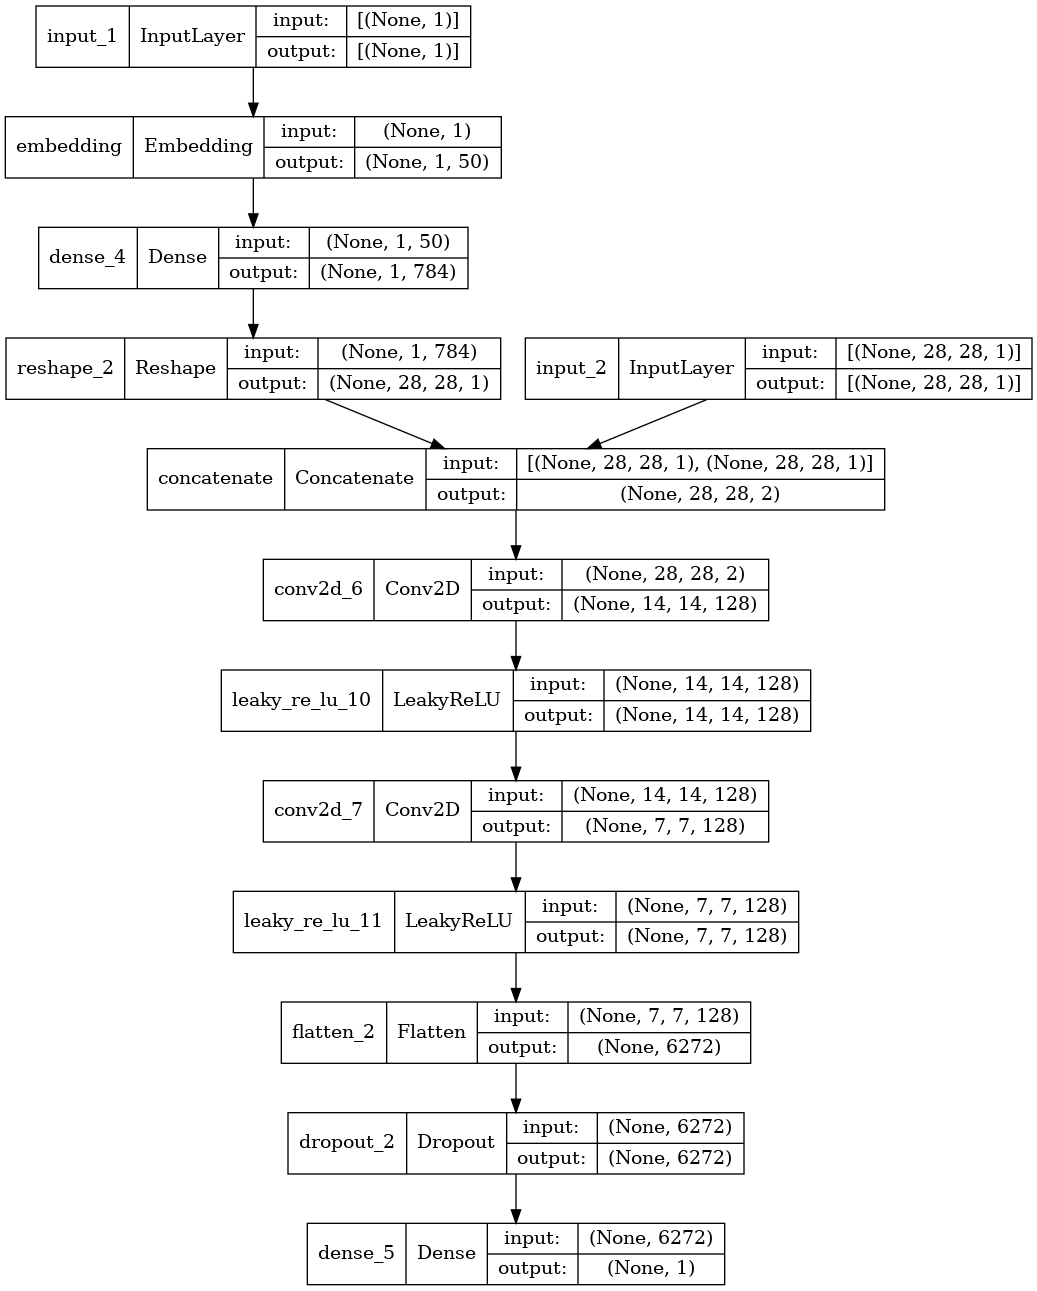 input_1 InputLayer input: [(None, 1)]
output: [(None, 1)]
embedding Embedding input: (None, 1)
output: (None, 1, 50)
dense_4 Dense input: (None, 1, 50)
output: (None, 1, 784)
reshape_2 Reshape input: (None, 1, 784)
output: (None, 28, 28, 1)
input_2 InputLayer input: [(None, 28, 28, 1)]
output: [(None, 28, 28, 1)]
concatenate Concatenate input: [(None, 28, 28, 1), (None, 28, 28, 1)]
output: (None, 28, 28, 2)
conv2d_6 Conv2D input: (None, 28, 28, 2)
output: (None, 14, 14, 128)
leaky_re_lu_10 LeakyReLU input: (None, 14, 14, 128)
output: (None, 14, 14, 128)
conv2d_7 Conv2D input: (None, 14, 14, 128)
output: (None, 7, 7, 128)
leaky_re_lu_11 LeakyReLU input: (None, 7, 7, 128)
output: (None, 7, 7, 128)
flatten_2 Flatten input: (None, 7, 7, 128)
output: (None, 6272)
dropout_2 Dropout input: (None, 6272)
output: (None, 6272)
dense_5 Dense input: (None, 6272)
output: (None, 1)